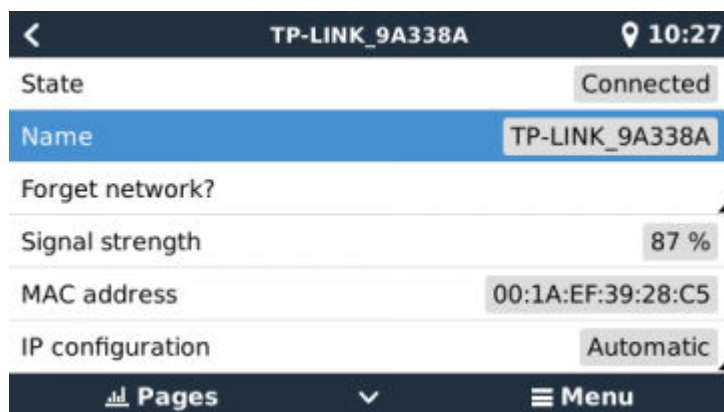 TP-LINK_9A338A 10:27
State Connected
Name TP-LINK_9A338A
Forget network?
Signal strength 87 %
MAC address 00:1A:EF:39:28:C5
IP configuration Automatic
Pages Menu